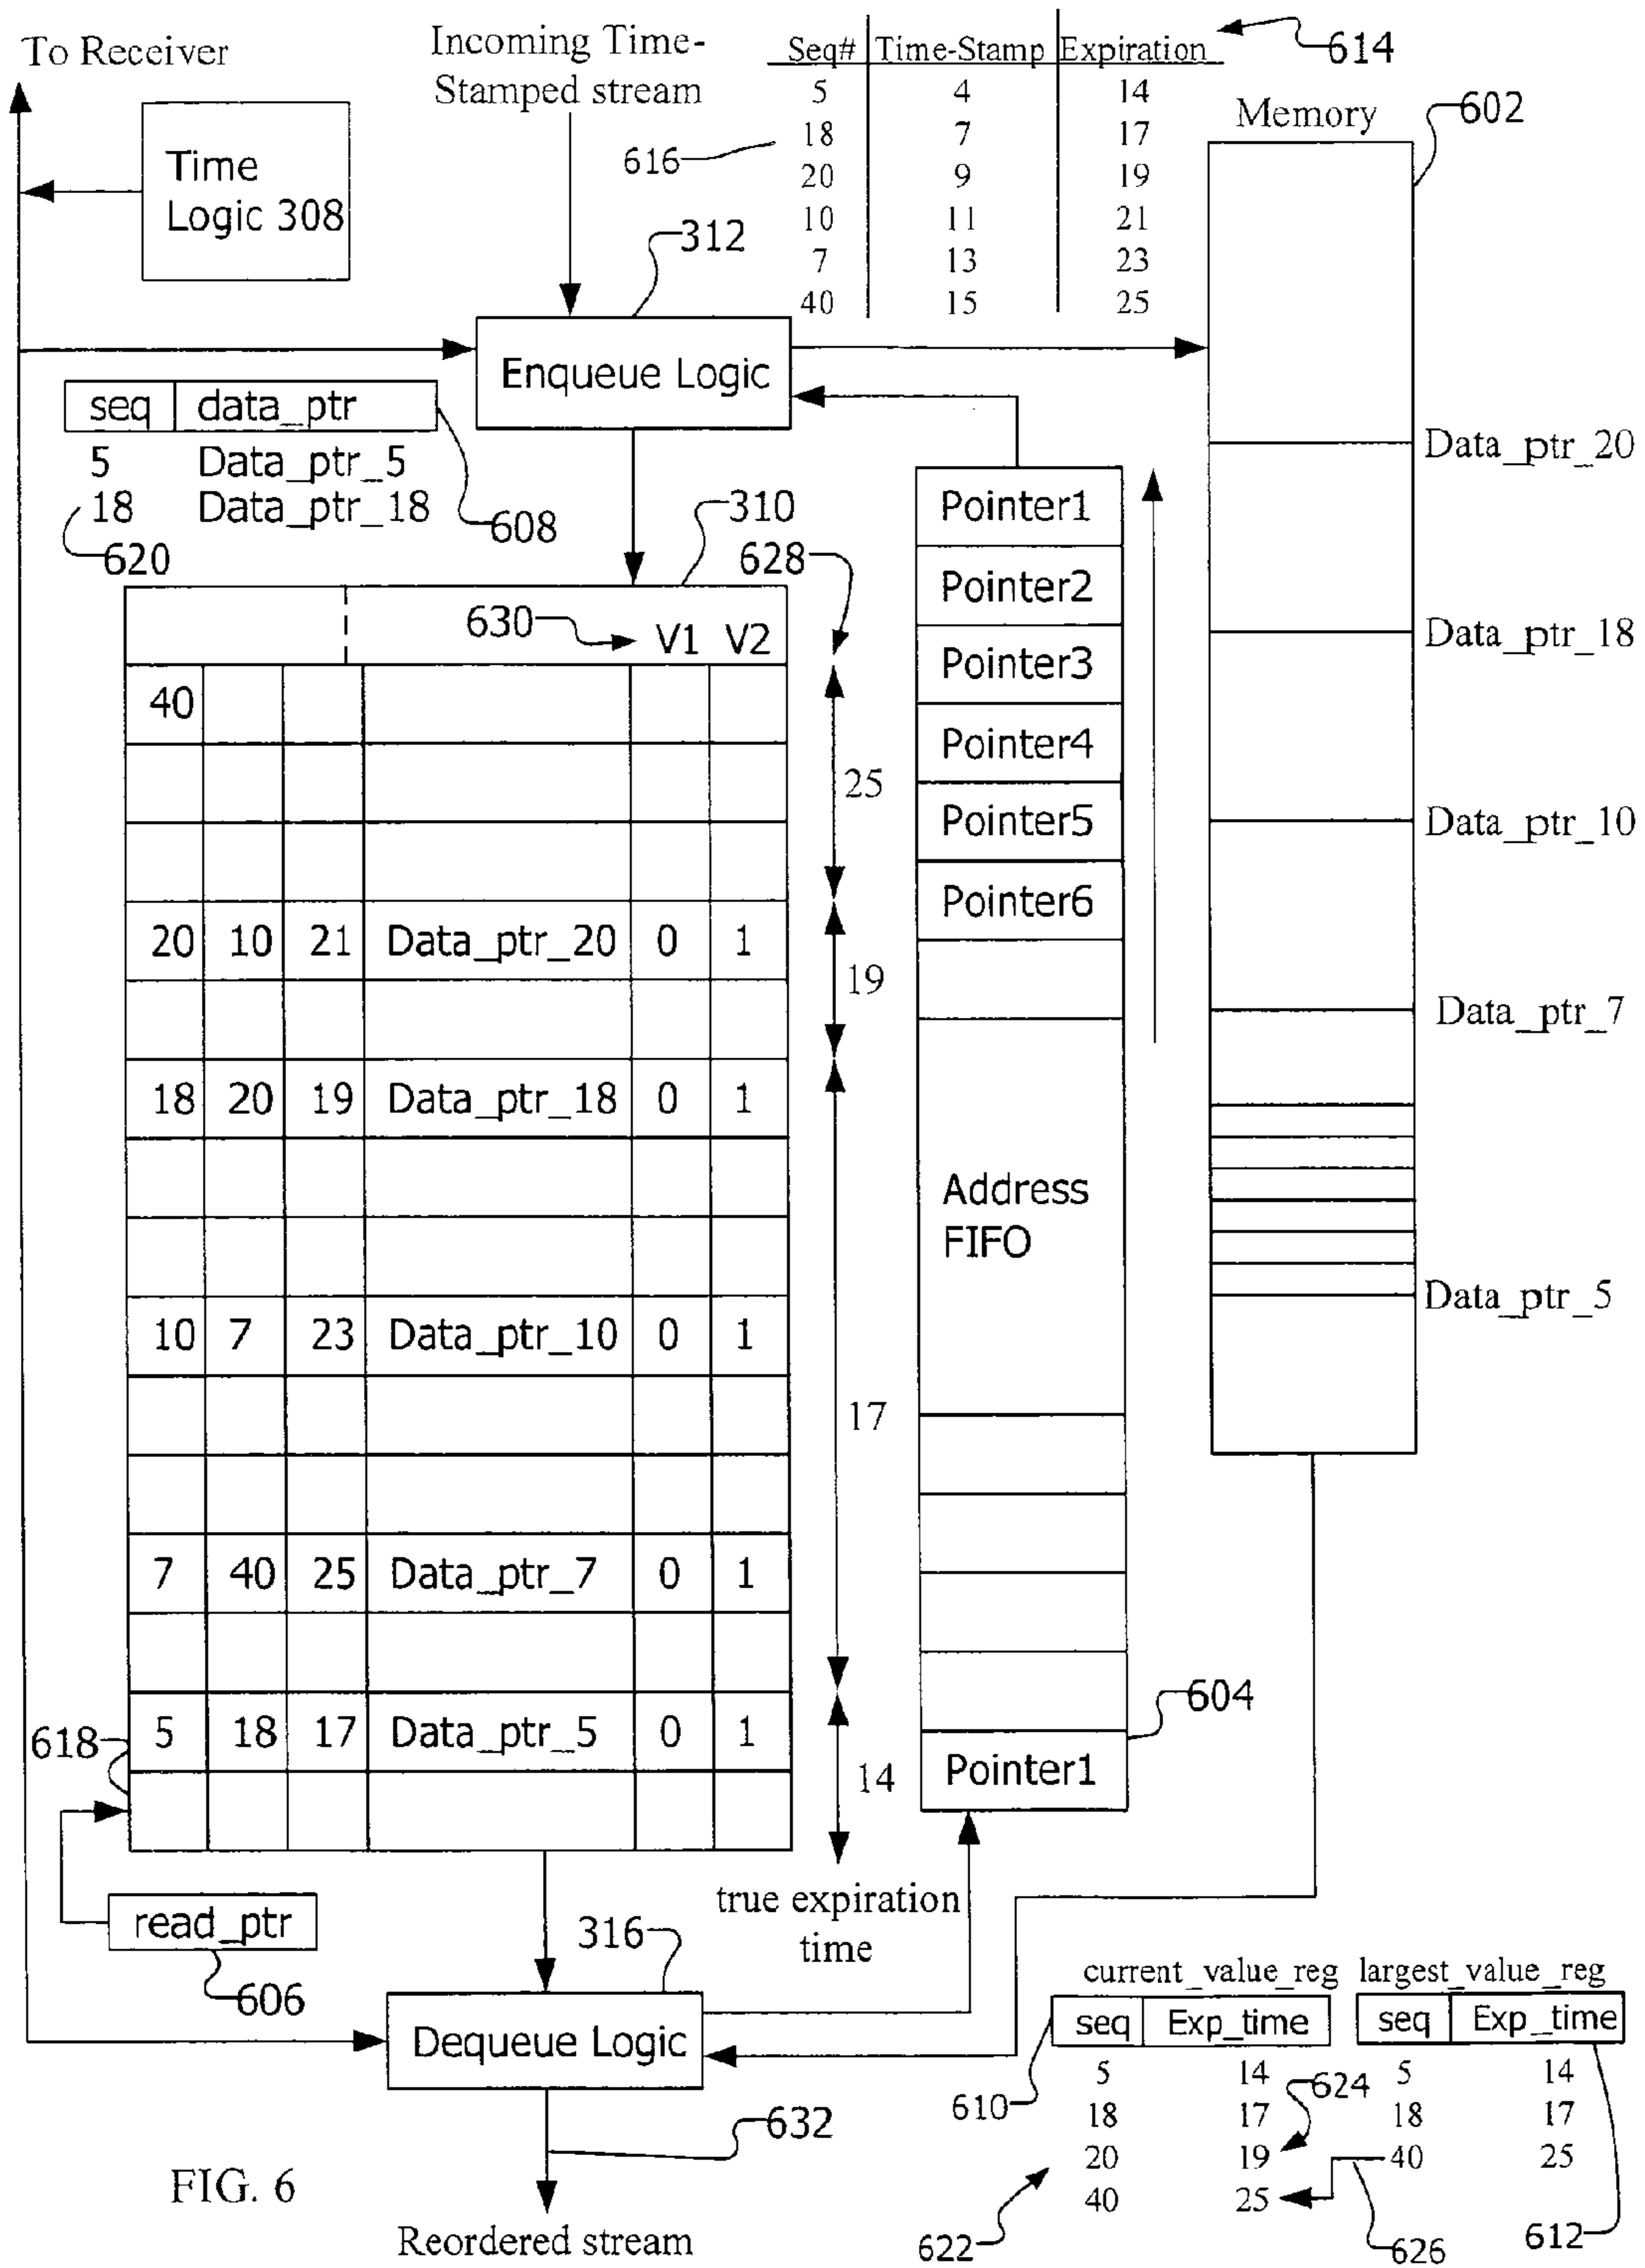 To Receiver
Incoming Time-
Stamped stream
Seq# Time-Stamp Expiration
614
5 4 14
18 7 17
20 9 19
10 11 21
7 13 23
40 15 25
616
Memory
602
Time
Logic 308
312
Enqueue Logic
seq data_ptr
5 Data_ptr_5
18 Data_ptr_18
608
620
310
628
630
V1 V2
40
20 10 21 Data_ptr_20 0 1
18 20 19 Data_ptr_18 0 1
10 7 23 Data_ptr_10 0 1
7 40 25 Data_ptr_7 0 1
5 18 17 Data_ptr_5 0 1
618
25
19
17
14
true expiration
time
Pointer1
Pointer2
Pointer3
Pointer4
Pointer5
Pointer6
Address
FIFO
Pointer1
604
Data_ptr_20
Data_ptr_18
Data_ptr_10
Data_ptr_7
Data_ptr_5
read_ptr
606
316
Dequeue Logic
632
Reordered stream
current_value_reg largest_value_reg
seq Exp_time seq Exp_time
5 14 5 14
18 17 18 17
20 19 40 25
40 25
610
624
622
626
612
FIG. 6